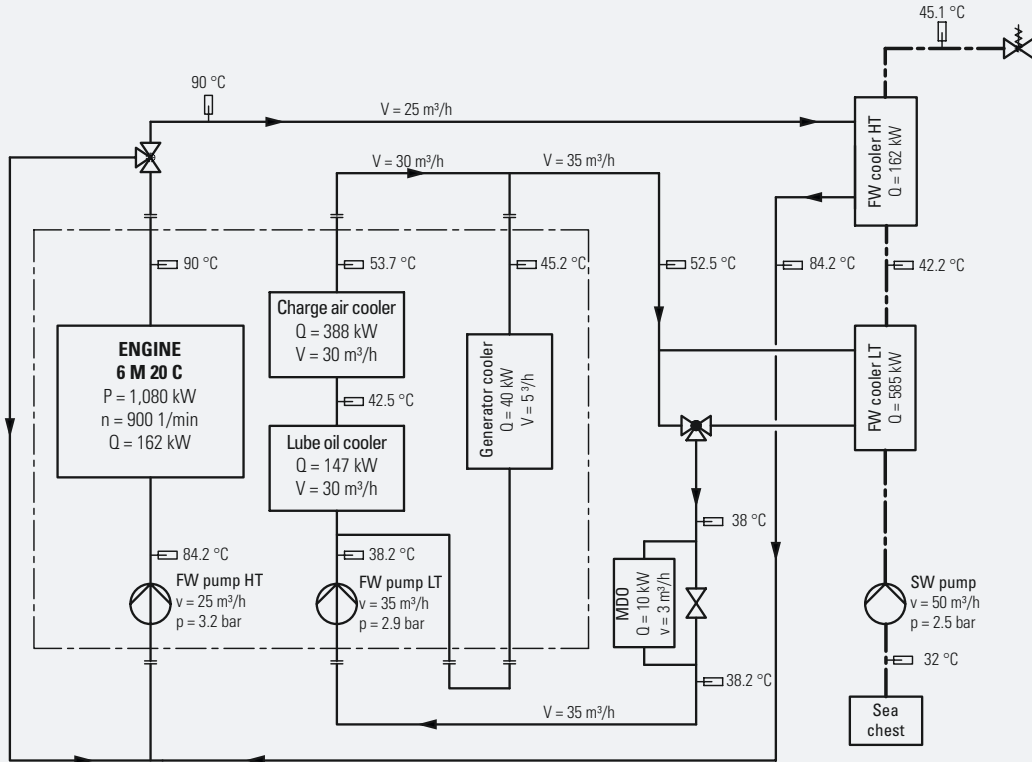 45.1 °C
90 °C
V = 25 m³/h
FW cooler HT
Q = 162 kW
V = 30 m³/h
V = 35 m³/h
90 °C
53.7 °C
45.2 °C
52.5 °C
84.2 °C
42.2 °C
ENGINE
6 M 20 C
P = 1,080 kW
n = 900 1/min
Q = 162 kW
Charge air cooler
Q = 388 kW
V = 30 m³/h
42.5 °C
Lube oil cooler
Q = 147 kW
V = 30 m³/h
Generator cooler
Q = 40 kW
V = 5 ³/h
FW cooler LT
Q = 585 kW
38 °C
84.2 °C
FW pump HT
v = 25 m³/h
p = 3.2 bar
38.2 °C
FW pump LT
v = 35 m³/h
p = 2.9 bar
MDO
Q = 10 kW
v = 3 m³/h
SW pump
v = 50 m³/h
p = 2.5 bar
32 °C
38.2 °C
V = 35 m³/h
Sea
chest